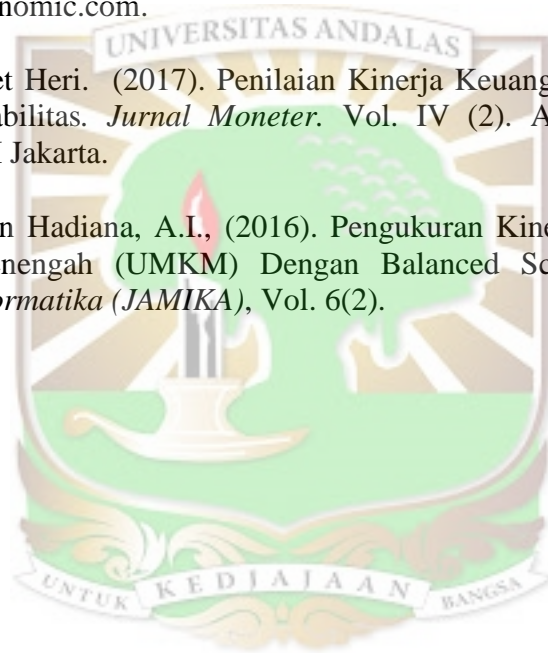 nomic.com.
UNIVERSITAS ANDALAS
et Heri. (2017). Penilaian Kinerja Keuang
abilitas. Jurnal Moneter. Vol. IV (2). A
Jakarta.
n Hadiana, A.I., (2016). Pengukuran Kine
enengah (UMKM) Dengan Balanced Sc
ormatika (JAMIKA), Vol. 6(2).
UNTUK KEDJAJAAN BANGSA